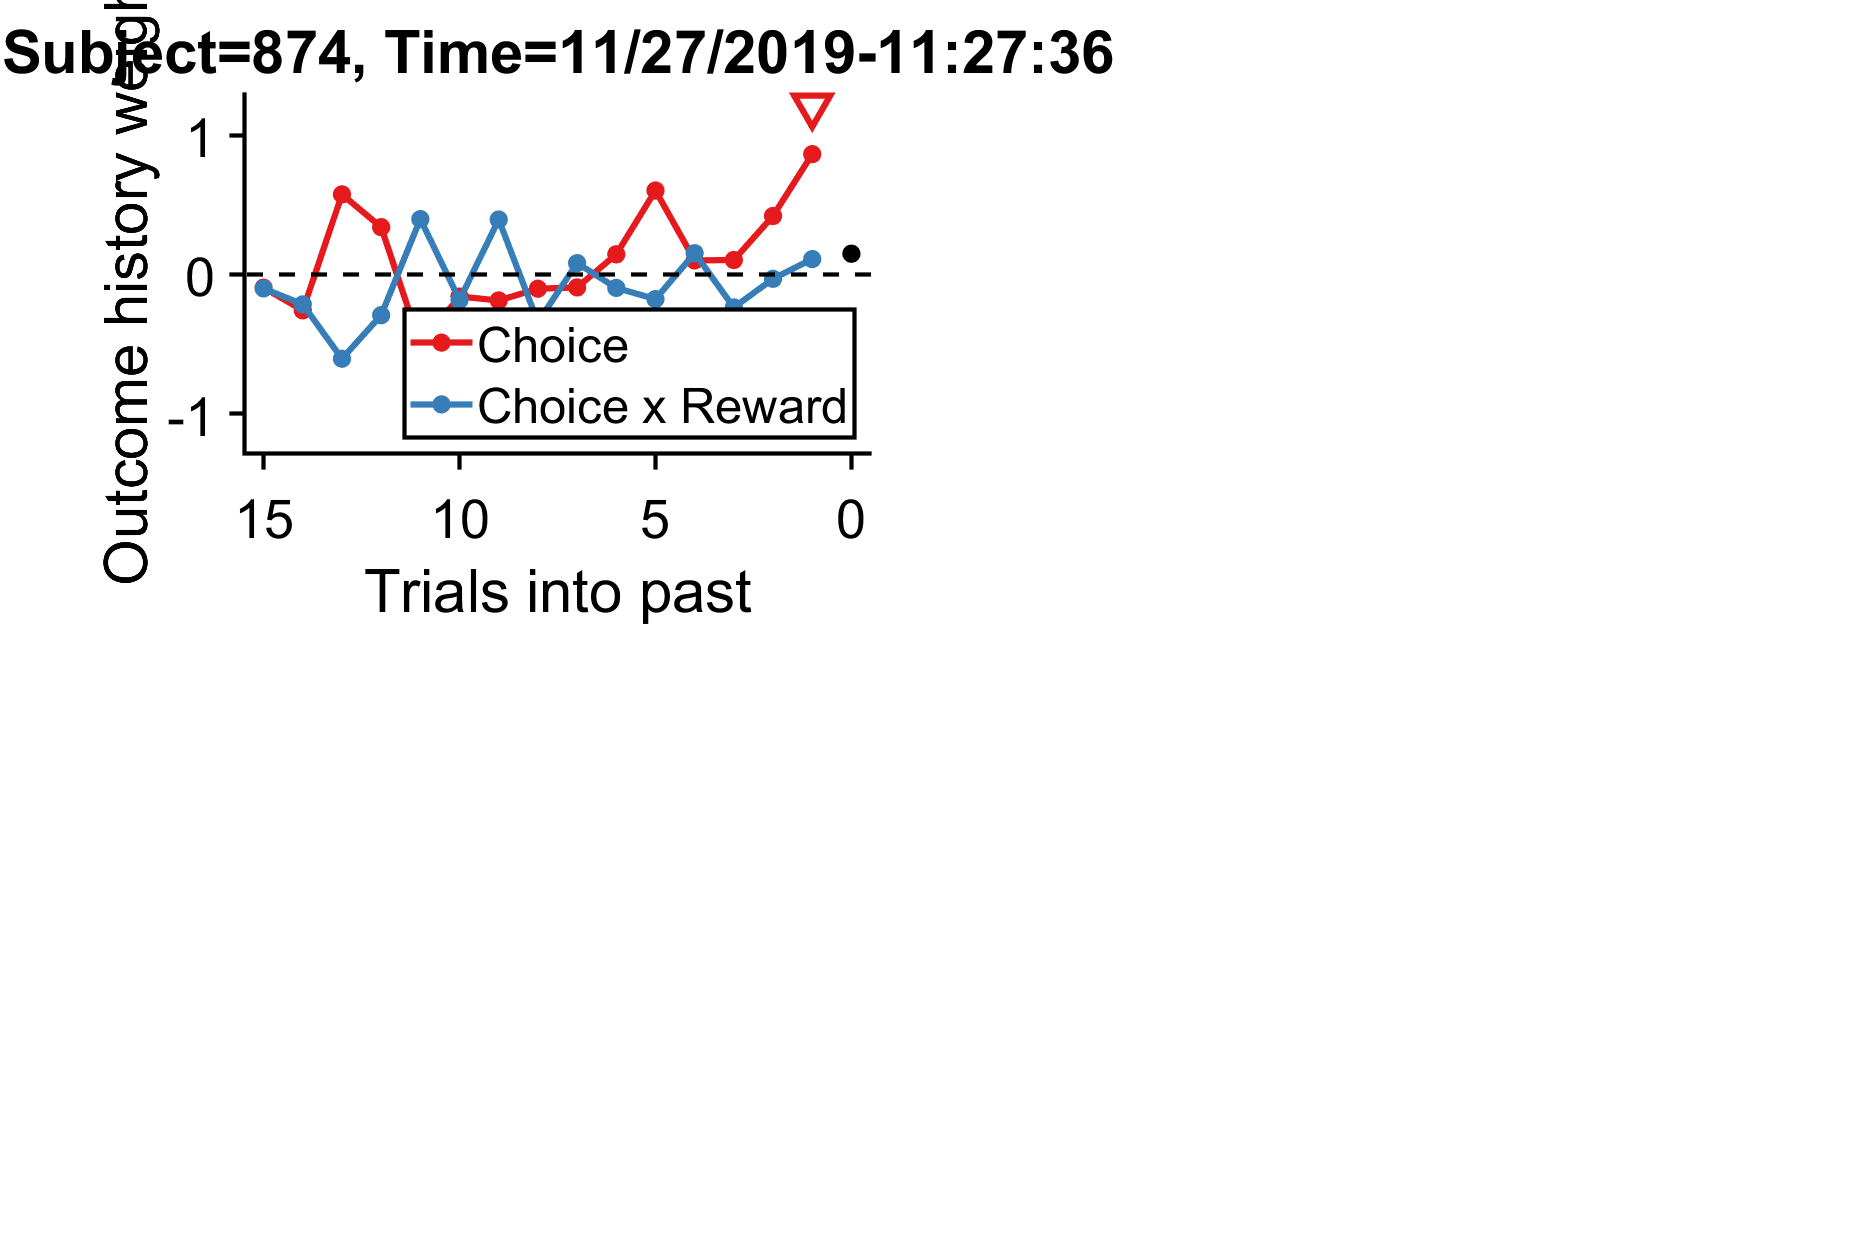 Subject=874, Time=11/27/2019-11:27:36
Outcome history
1
0
-1
Choice
Choice x Reward
15 10 5 0
Trials into past